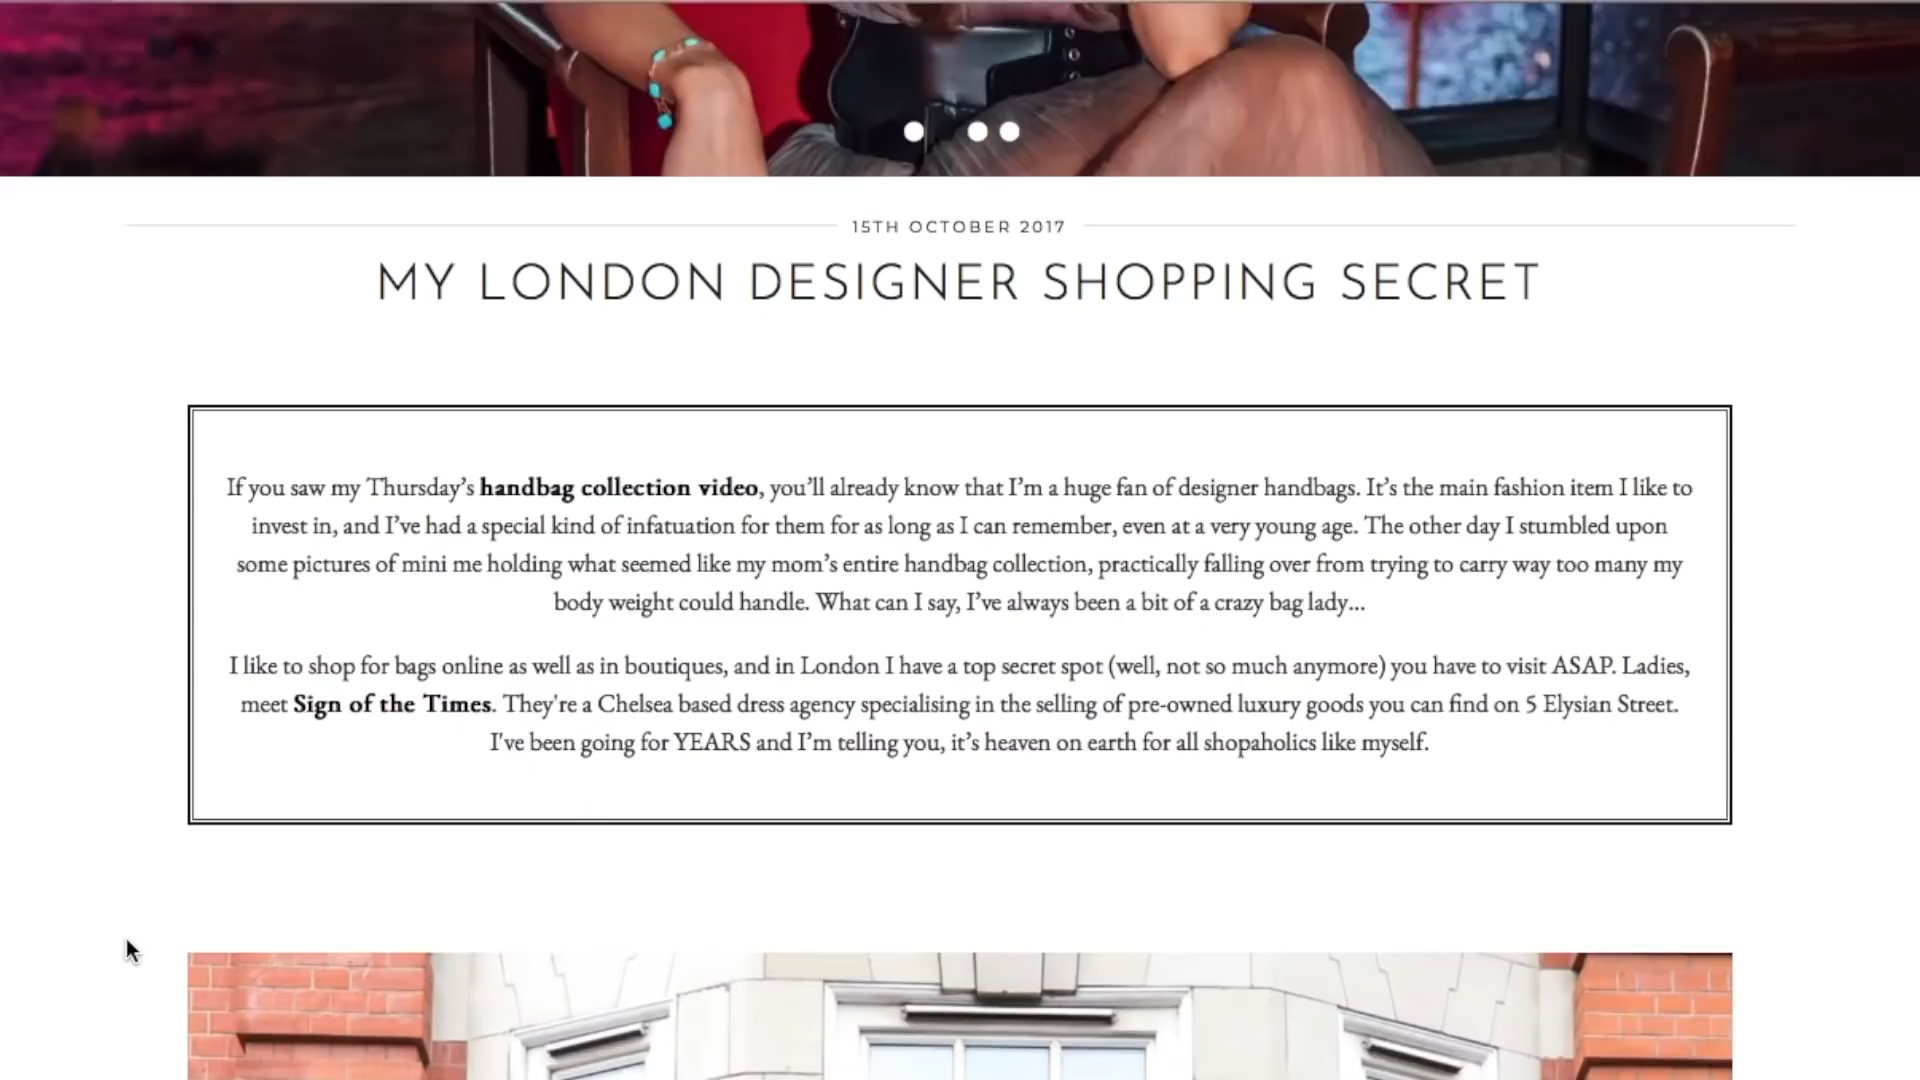 15TH OCTOBER 2017
MY LONDON DESIGNER SHOPPING SECRET
If you saw my Thursday’s handbag collection video, you’ll already know that I’m a huge fan of designer handbags. It’s the main fashion item I like to
invest in, and I’ve had a special kind of infatuation for them for as long as I can remember, even at a very young age. The other day I stumbled upon
some pictures of mini me holding what seemed like my mom’s entire handbag collection, practically falling over from trying to carry way too many my
body weight could handle. What can I say, I’ve always been a bit of a crazy bag lady...
I like to shop for bags online as well as in boutiques, and in London I have a top secret spot (well, not so much anymore) you have to visit ASAP. Ladies,
meet Sign of the Times. They're a Chelsea based dress agency specialising in the selling of pre-owned luxury goods you can find on 5 Elysian Street.
I've been going for YEARS and I’m telling you, it’s heaven on earth for all shopaholics like myself.